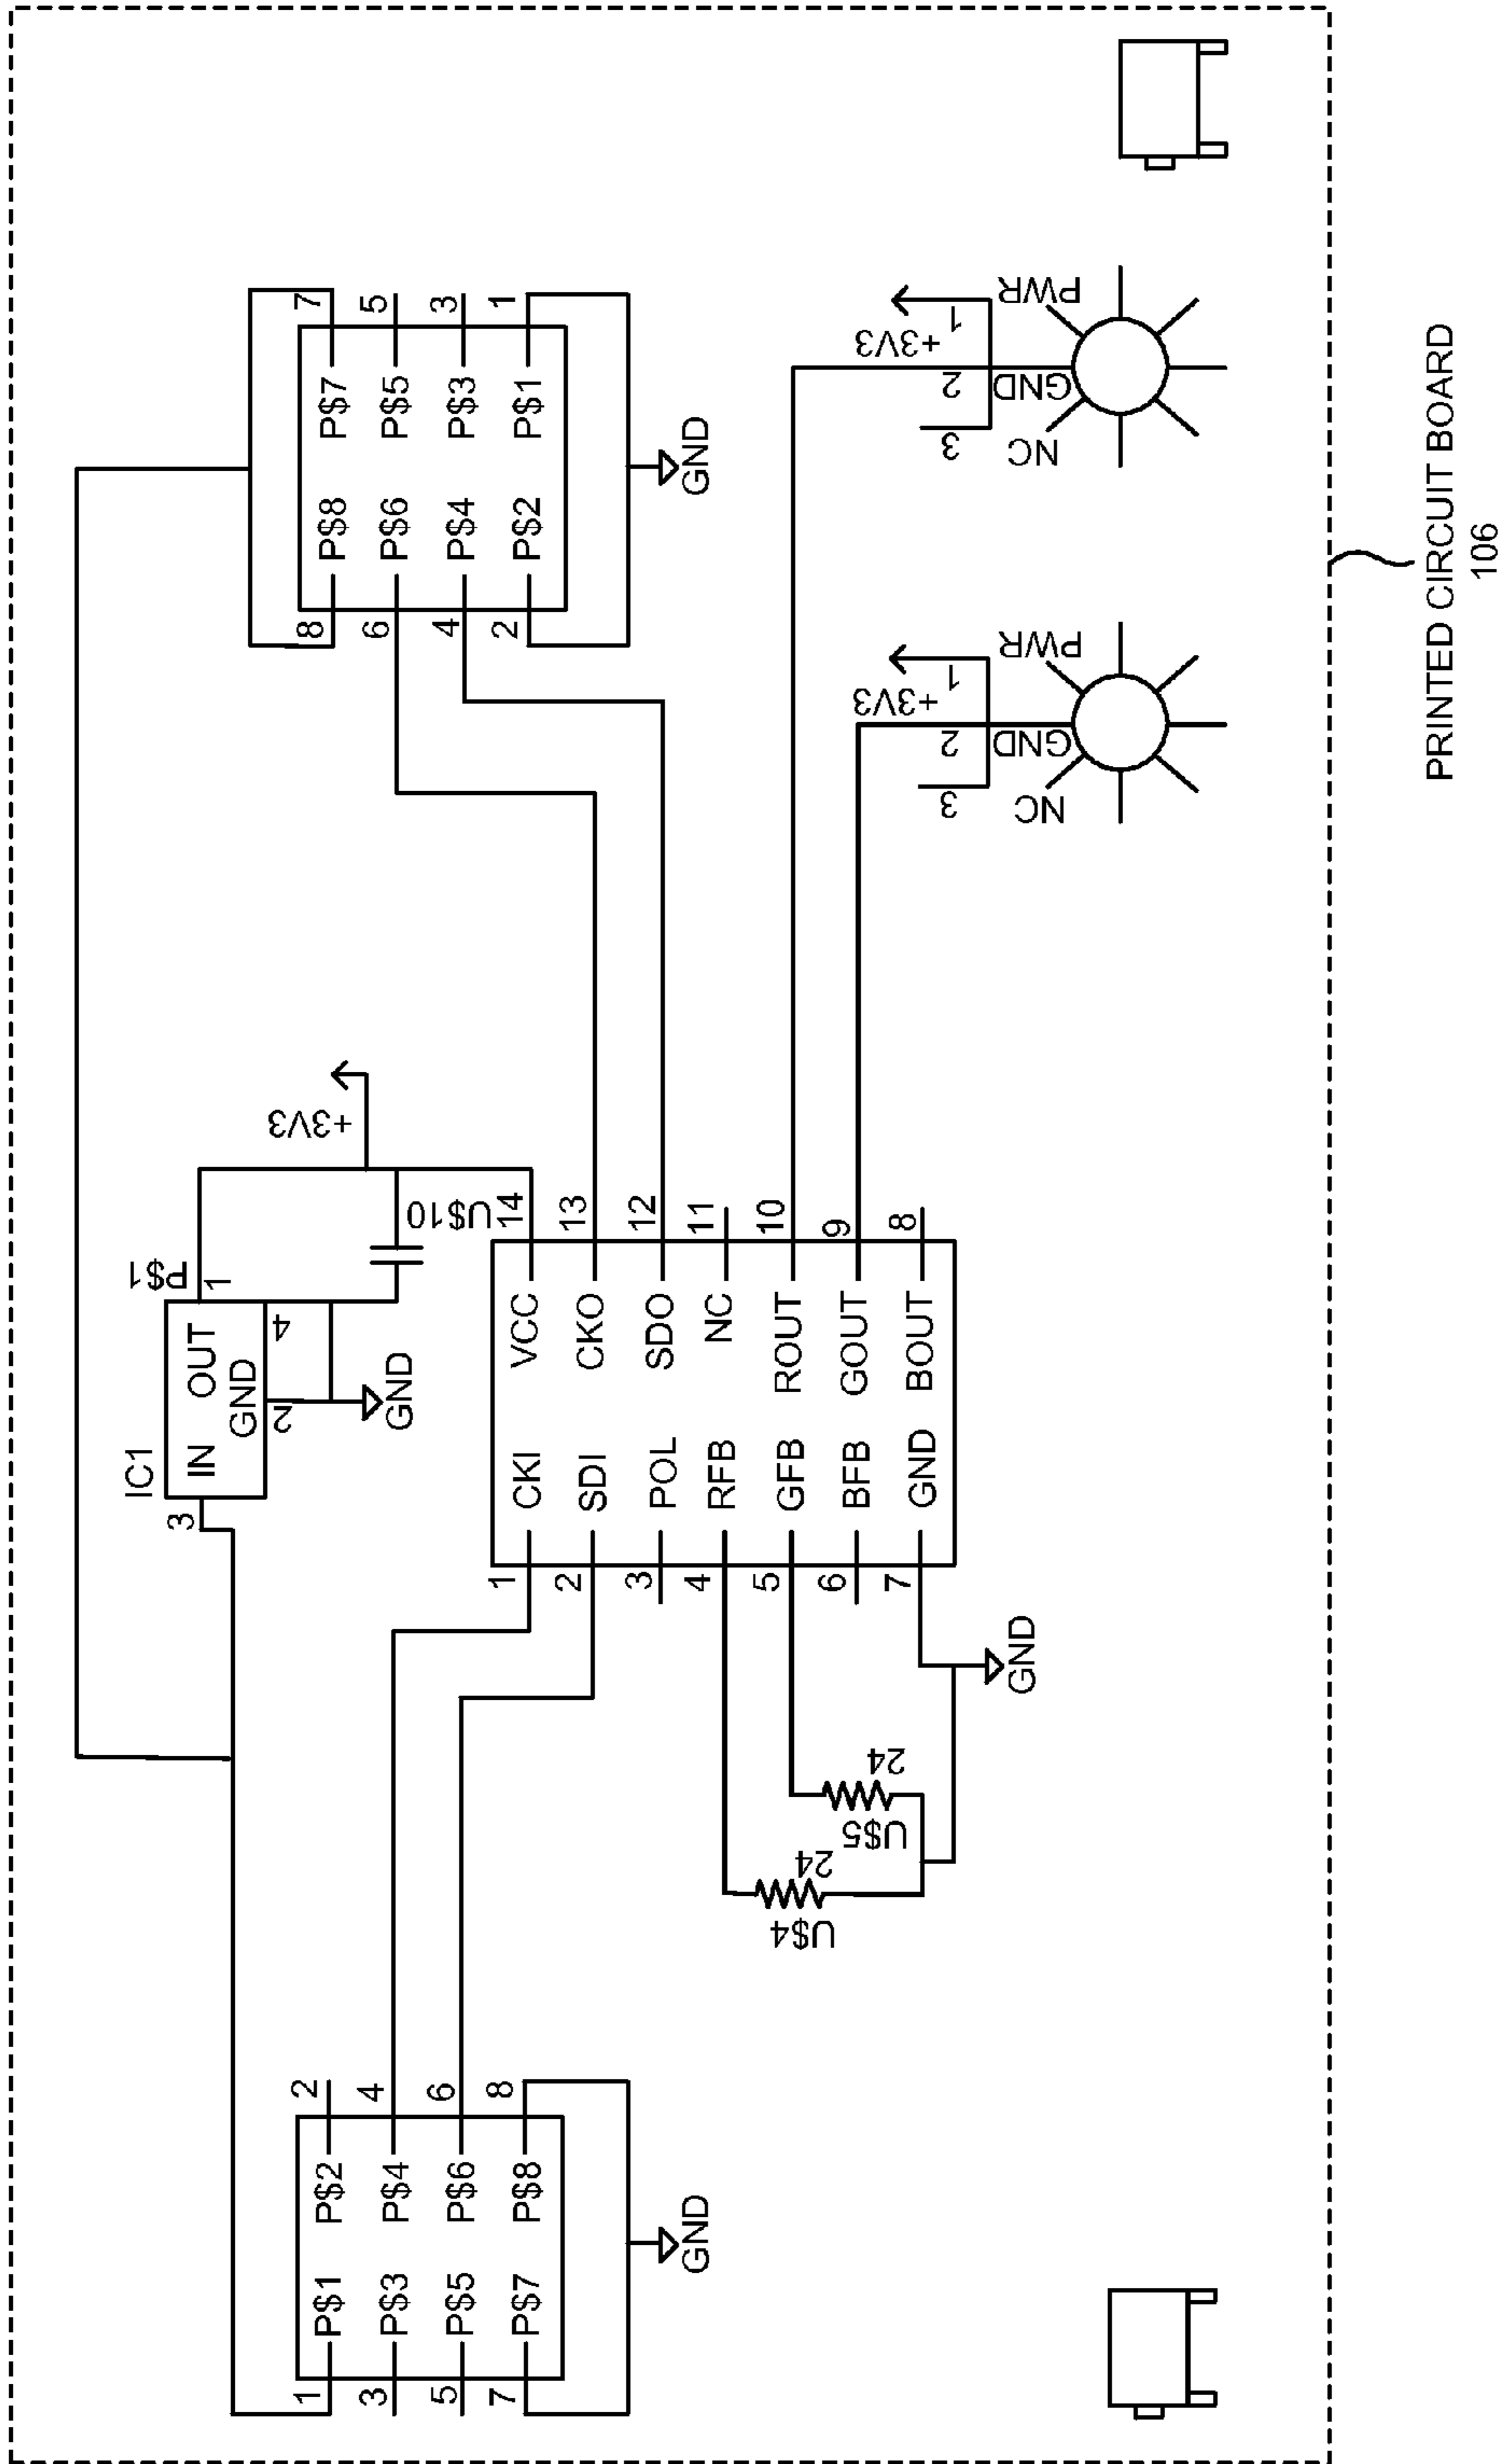 IC1
3
IN OUT
GND
2
4
P$1
1
GND
+3V3
U$10
1
3
5
7
P$1 P$2
P$3 P$4
P$5 P$6
P$7 P$8
2
4
6
8
GND
1
2
3
4
5
6
7
CKI VCC
SDI CKO
POL SDO
RFB NC
GFB ROUT
BFB GOUT
GND BOUT
14
13
12
11
10
9
8
U$4
24
U$5
24
GND
8
6
4
2
P$8 P$7
P$6 P$5
P$4 P$3
P$2 P$1
7
5
3
1
GND
3
2
+3V3
1
NC
GND
PWR
3
2
+3V3
1
NC
GND
PWR
PRINTED CIRCUIT BOARD
106